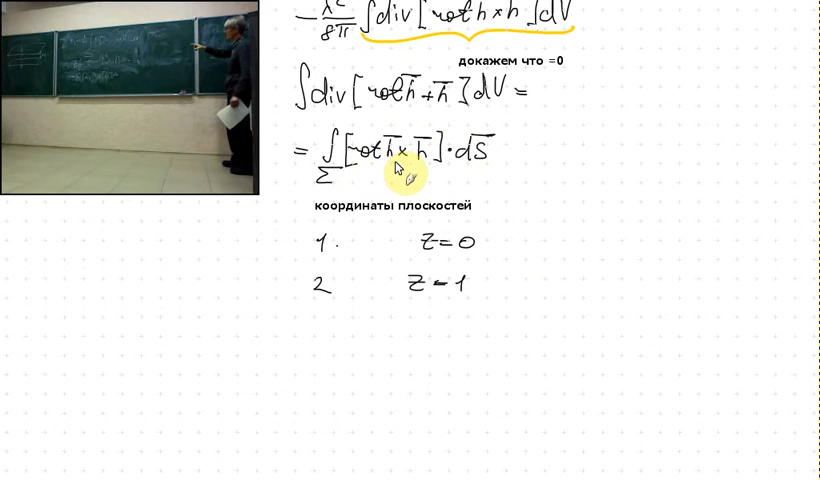 − λ² / 8π ∫ div [rot h × h] dV
докажем что =0
∫ div [rot h̅ + h̅] dV =
= ∫_Σ [rot h̅ × h̅] · dS̅
координаты плоскостей
1. z = 0
2 z = 1